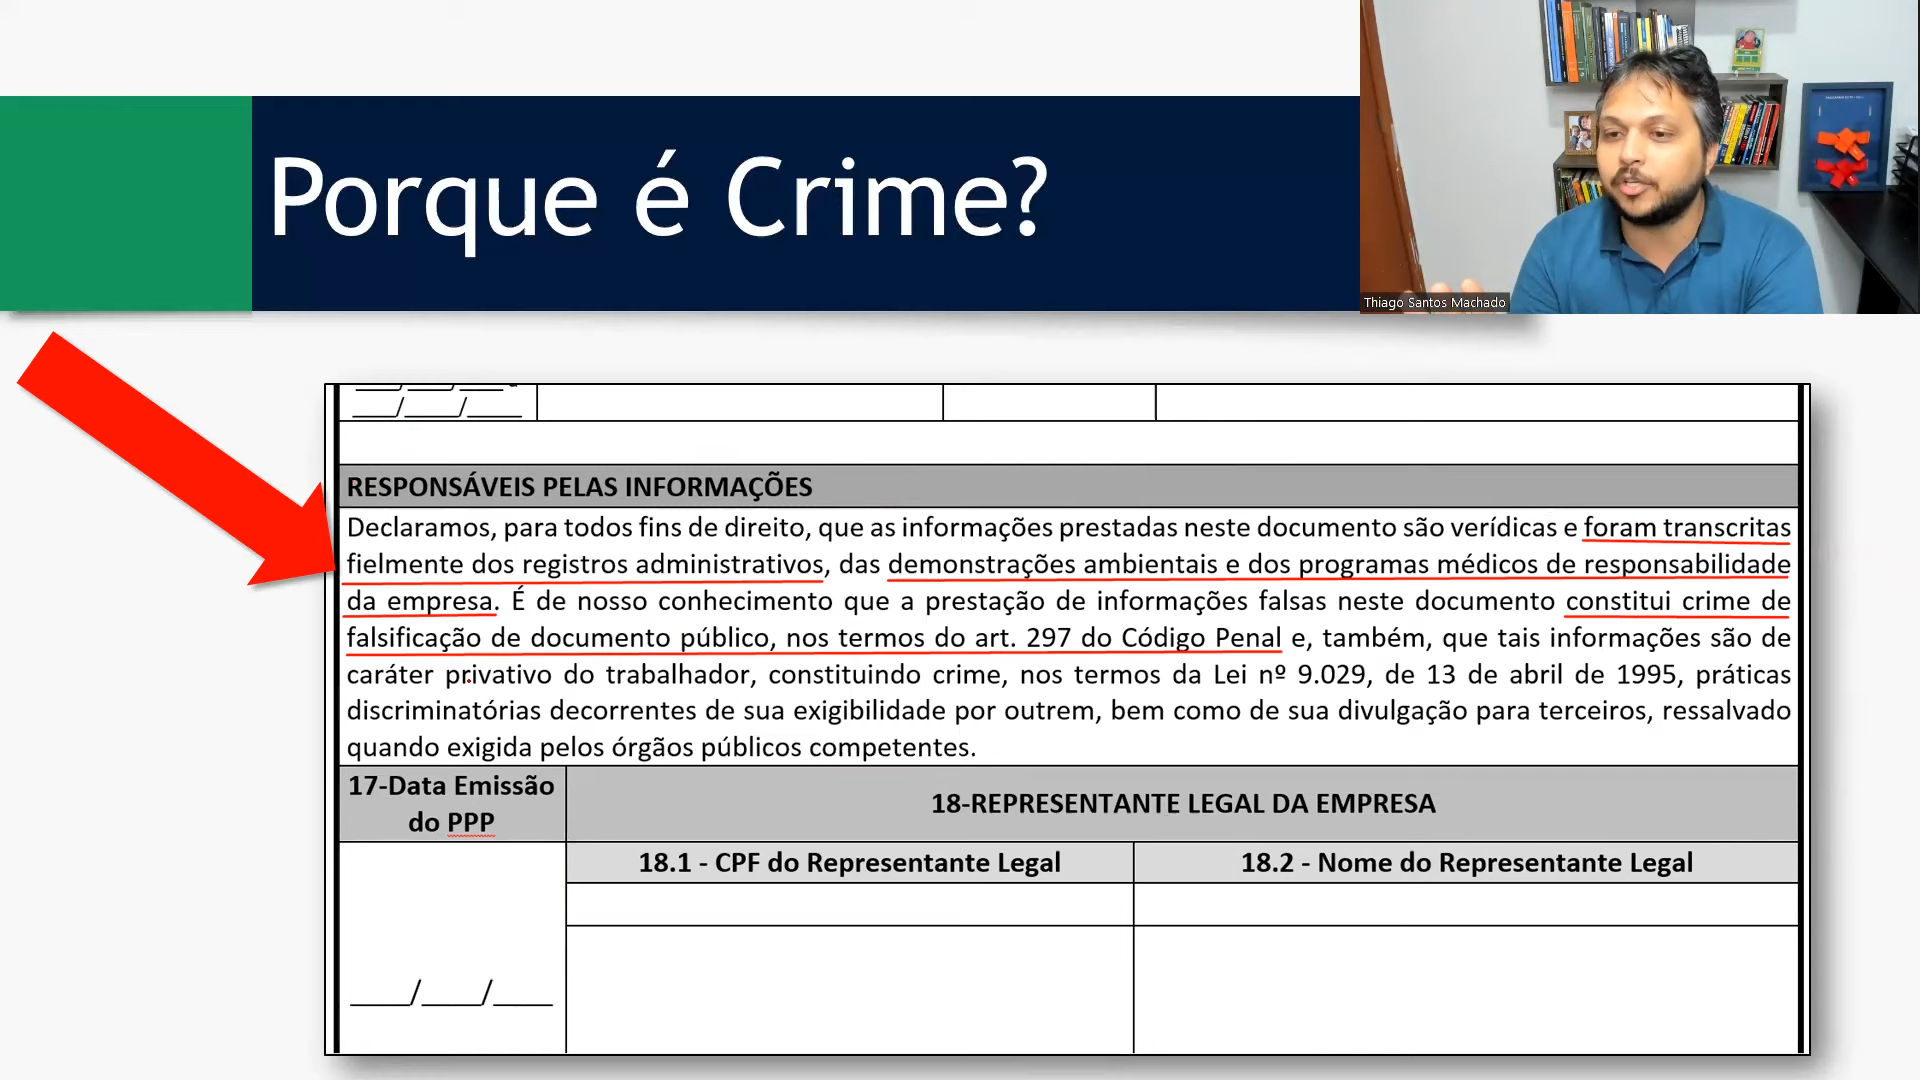 Porque é Crime?
Thiago Santos Machado
____/____/____ a
____/____/_____
RESPONSÁVEIS PELAS INFORMAÇÕES
Declaramos, para todos fins de direito, que as informações prestadas neste documento são verídicas e foram transcritas
fielmente dos registros administrativos, das demonstrações ambientais e dos programas médicos de responsabilidade
da empresa. É de nosso conhecimento que a prestação de informações falsas neste documento constitui crime de
falsificação de documento público, nos termos do art. 297 do Código Penal e, também, que tais informações são de
caráter privativo do trabalhador, constituindo crime, nos termos da Lei nº 9.029, de 13 de abril de 1995, práticas
discriminatórias decorrentes de sua exigibilidade por outrem, bem como de sua divulgação para terceiros, ressalvado
quando exigida pelos órgãos públicos competentes.
17-Data Emissão
do PPP
18-REPRESENTANTE LEGAL DA EMPRESA
18.1 - CPF do Representante Legal
18.2 - Nome do Representante Legal
____/____/____